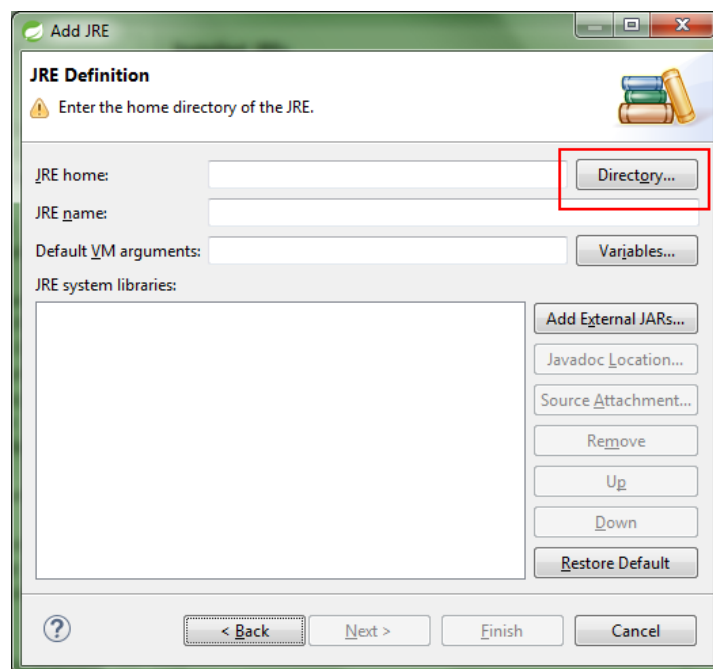 Add JRE
JRE Definition
Enter the home directory of the JRE.
JRE home:
Directory...
JRE name:
Default VM arguments:
Variables...
JRE system libraries:
Add External JARs...
Javadoc Location...
Source Attachment...
Remove
Up
Down
Restore Default
?
< Back
Next >
Finish
Cancel